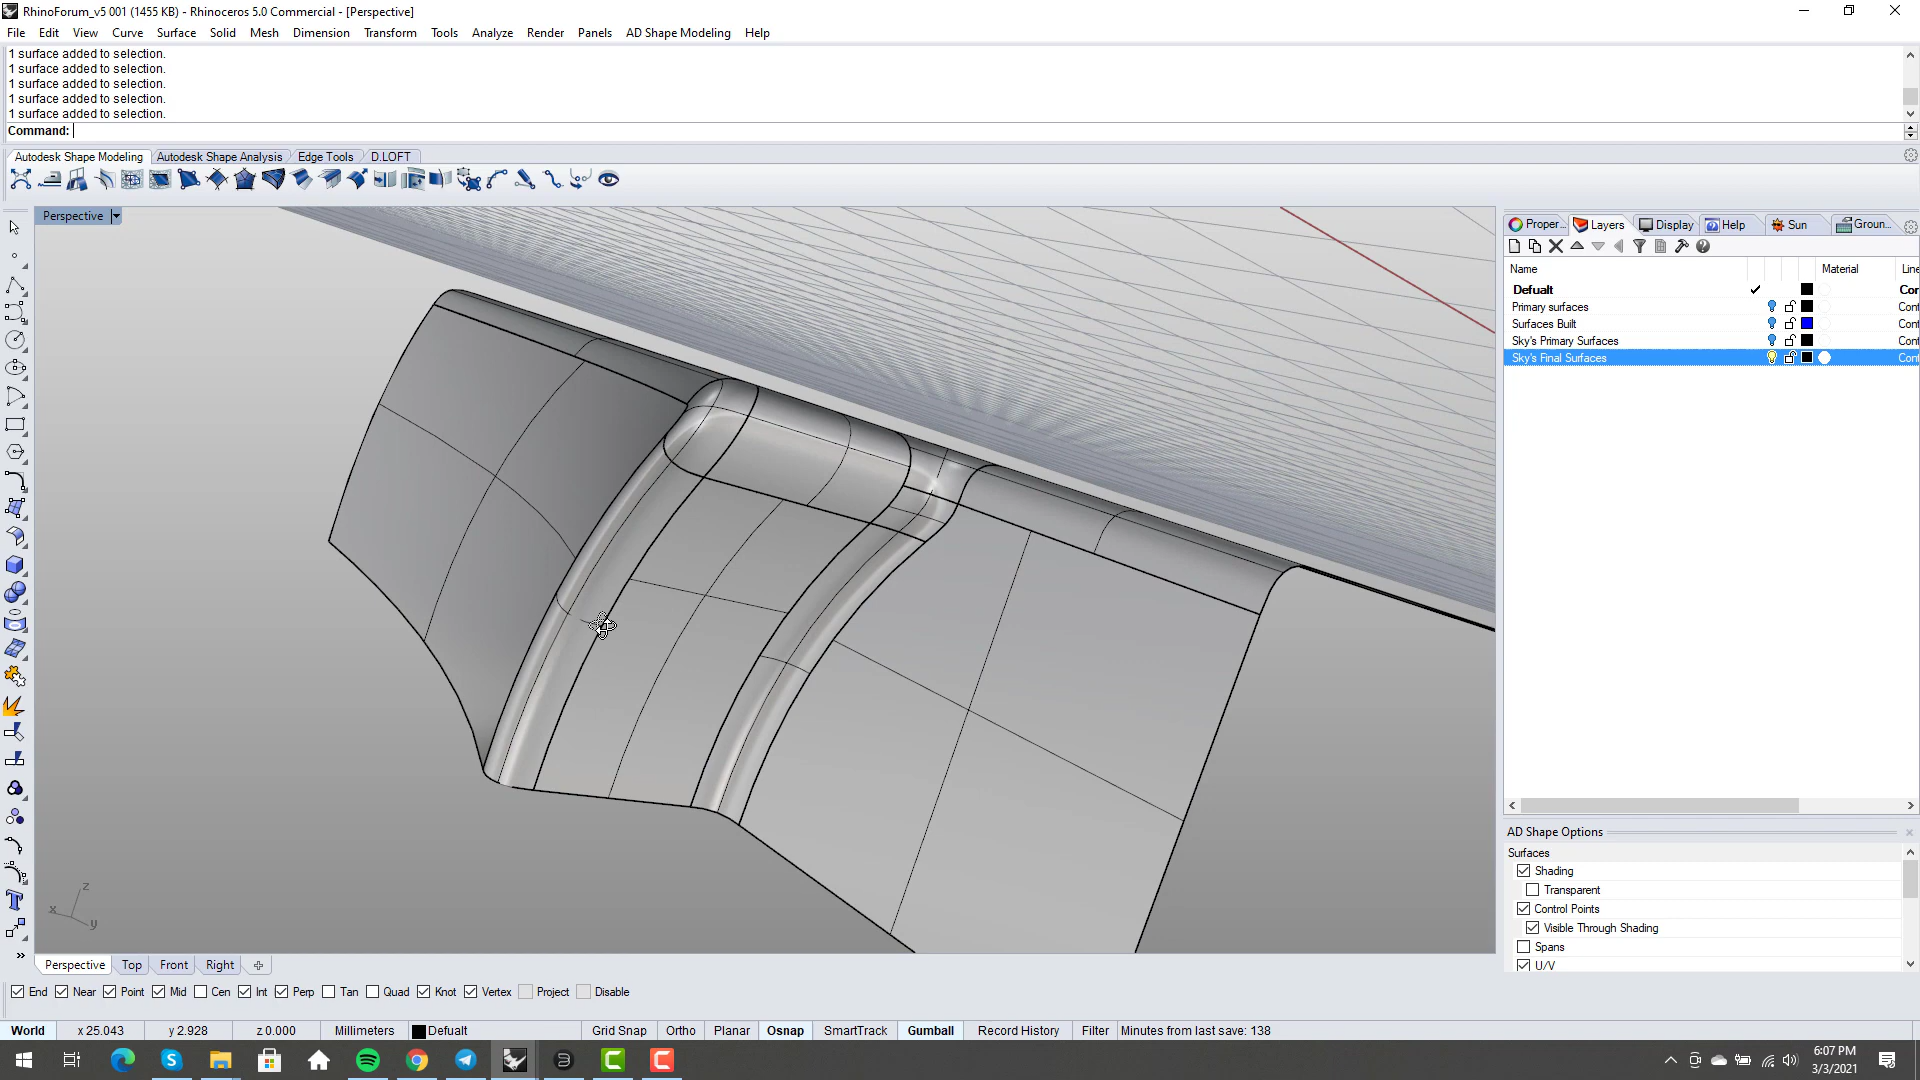 RhinoForum_v5 001 (1455 KB) - Rhinoceros 5.0 Commercial - [Perspective]
File Edit View Curve Surface Solid Mesh Dimension Transform Tools Analyze Render Panels AD Shape Modeling Help
1 surface added to selection.
1 surface added to selection.
1 surface added to selection.
1 surface added to selection.
1 surface added to selection.
Command:
Autodesk Shape Modeling Autodesk Shape Analysis Edge Tools D.LOFT
Perspective
Proper... Layers Display Help Sun Groun...
Name Material Line
Defualt Cor
Primary surfaces Cont
Surfaces Built Cont
Sky's Primary Surfaces Cont
Sky's Final Surfaces Cont
AD Shape Options
Surfaces
Shading
Transparent
Control Points
Visible Through Shading
Spans
U/V
z
x
y
Perspective Top Front Right
End Near Point Mid Cen Int Perp Tan Quad Knot Vertex Project Disable
World x 25.043 y 2.928 z 0.000 Millimeters Defualt Grid Snap Ortho Planar Osnap SmartTrack Gumball Record History Filter Minutes from last save: 138
6:07 PM
3/3/2021